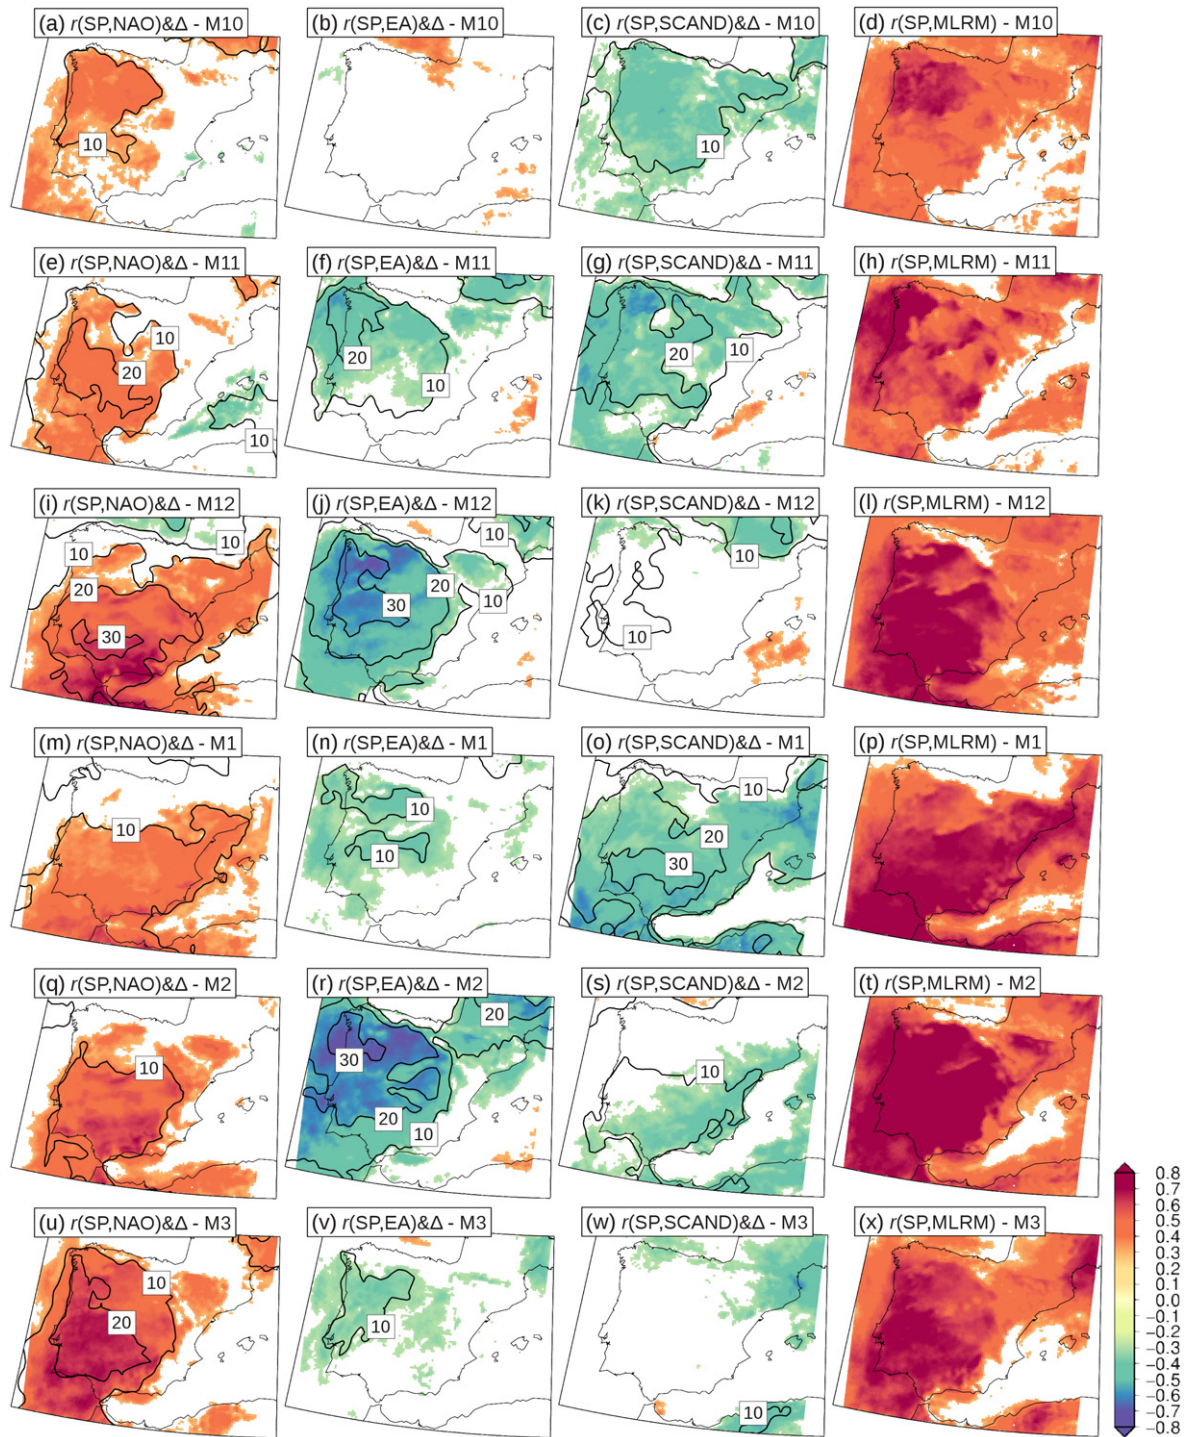 (a) r(SP,NAO)&Δ - M10
(b) r(SP,EA)&Δ - M10
(c) r(SP,SCAND)&Δ - M10
(d) r(SP,MLRM) - M10
10
10
(e) r(SP,NAO)&Δ - M11
(f) r(SP,EA)&Δ - M11
(g) r(SP,SCAND)&Δ - M11
(h) r(SP,MLRM) - M11
10
20
10
20
10
20
10
(i) r(SP,NAO)&Δ - M12
(j) r(SP,EA)&Δ - M12
(k) r(SP,SCAND)&Δ - M12
(l) r(SP,MLRM) - M12
10
10
20
30
10
20
30
10
10
10
(m) r(SP,NAO)&Δ - M1
(n) r(SP,EA)&Δ - M1
(o) r(SP,SCAND)&Δ - M1
(p) r(SP,MLRM) - M1
10
10
10
10
20
30
(q) r(SP,NAO)&Δ - M2
(r) r(SP,EA)&Δ - M2
(s) r(SP,SCAND)&Δ - M2
(t) r(SP,MLRM) - M2
10
20
30
20
10
10
(u) r(SP,NAO)&Δ - M3
(v) r(SP,EA)&Δ - M3
(w) r(SP,SCAND)&Δ - M3
(x) r(SP,MLRM) - M3
10
20
10
10
0.8
0.7
0.6
0.5
0.4
0.3
0.2
0.1
0.0
−0.1
−0.2
−0.3
−0.4
−0.5
−0.6
−0.7
−0.8